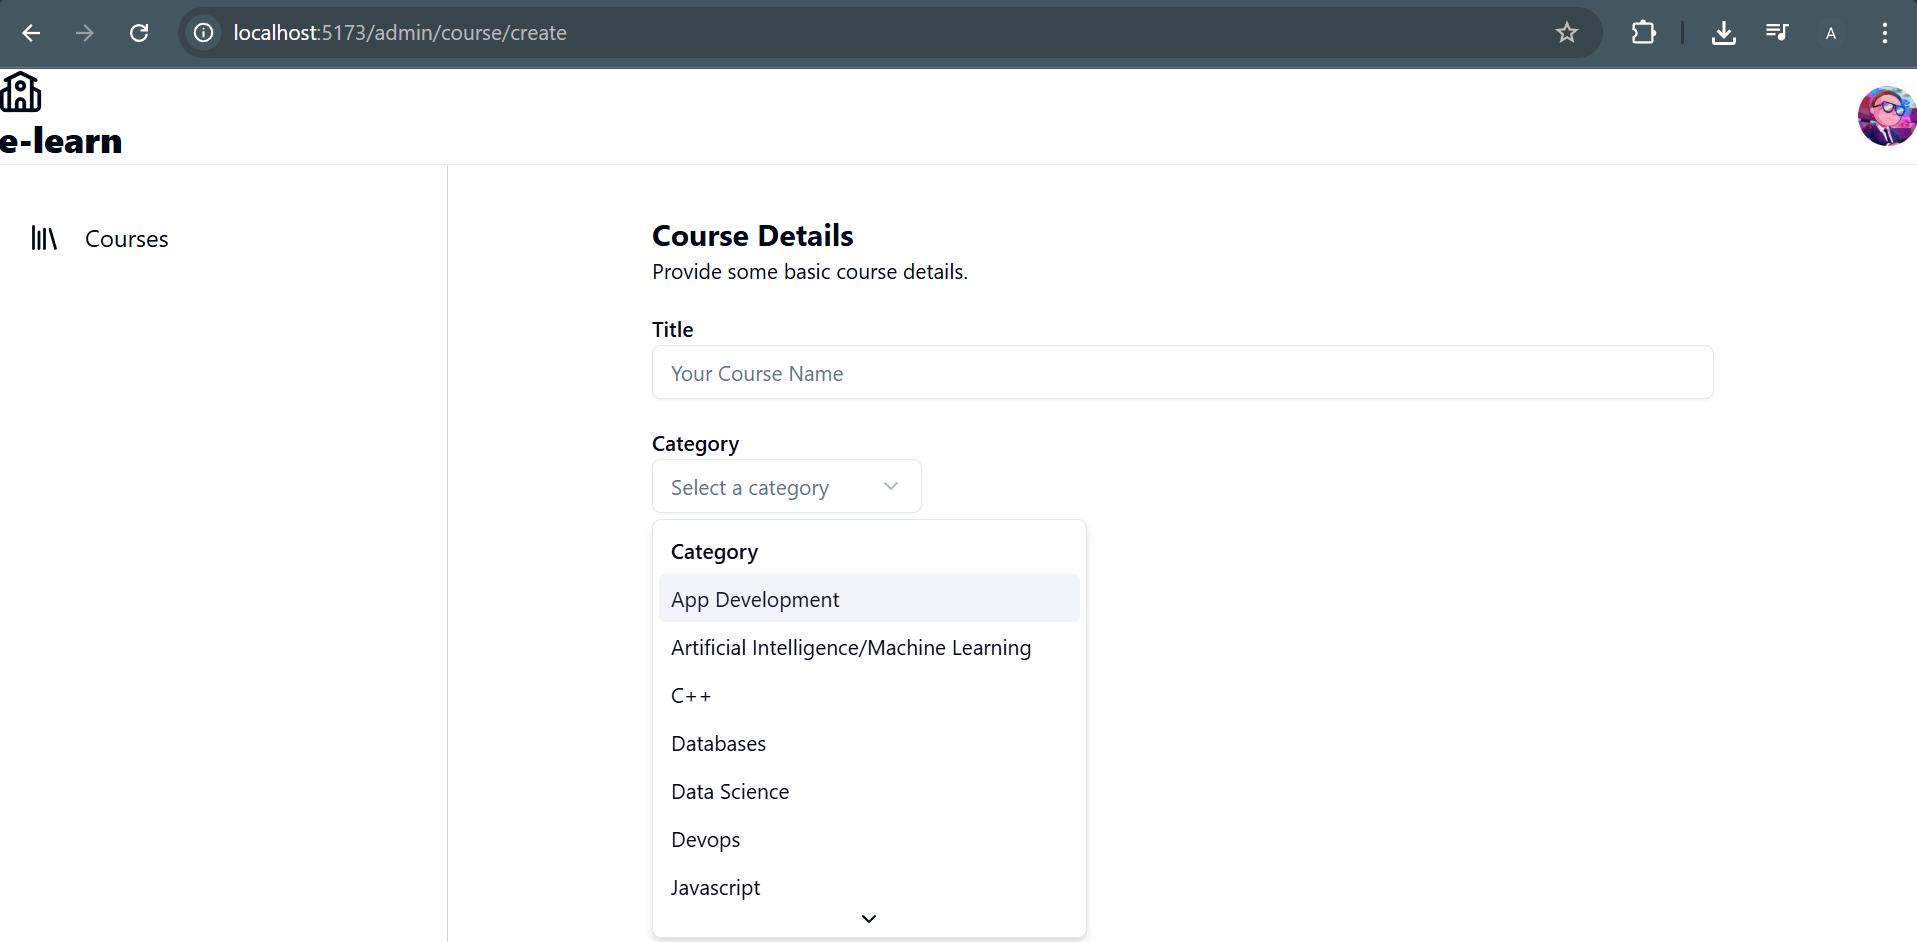 localhost:5173/admin/course/create
A
e-learn
Courses
Course Details
Provide some basic course details.
Title
Your Course Name
Category
Select a category
Category
App Development
Artificial Intelligence/Machine Learning
C++
Databases
Data Science
Devops
Javascript